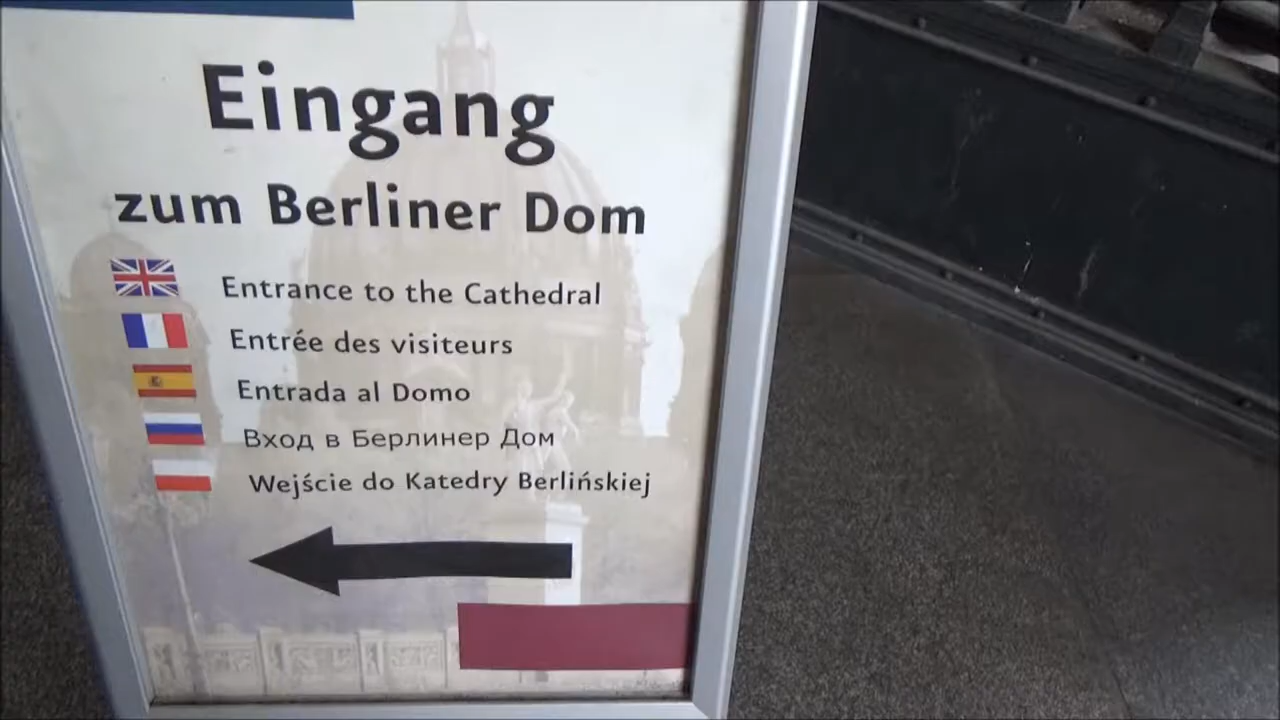 Eingang
zum Berliner Dom
Entrance to the Cathedral
Entrée des visiteurs
Entrada al Domo
Вход в Берлинер Дом
Wejście do Katedry Berlińskiej